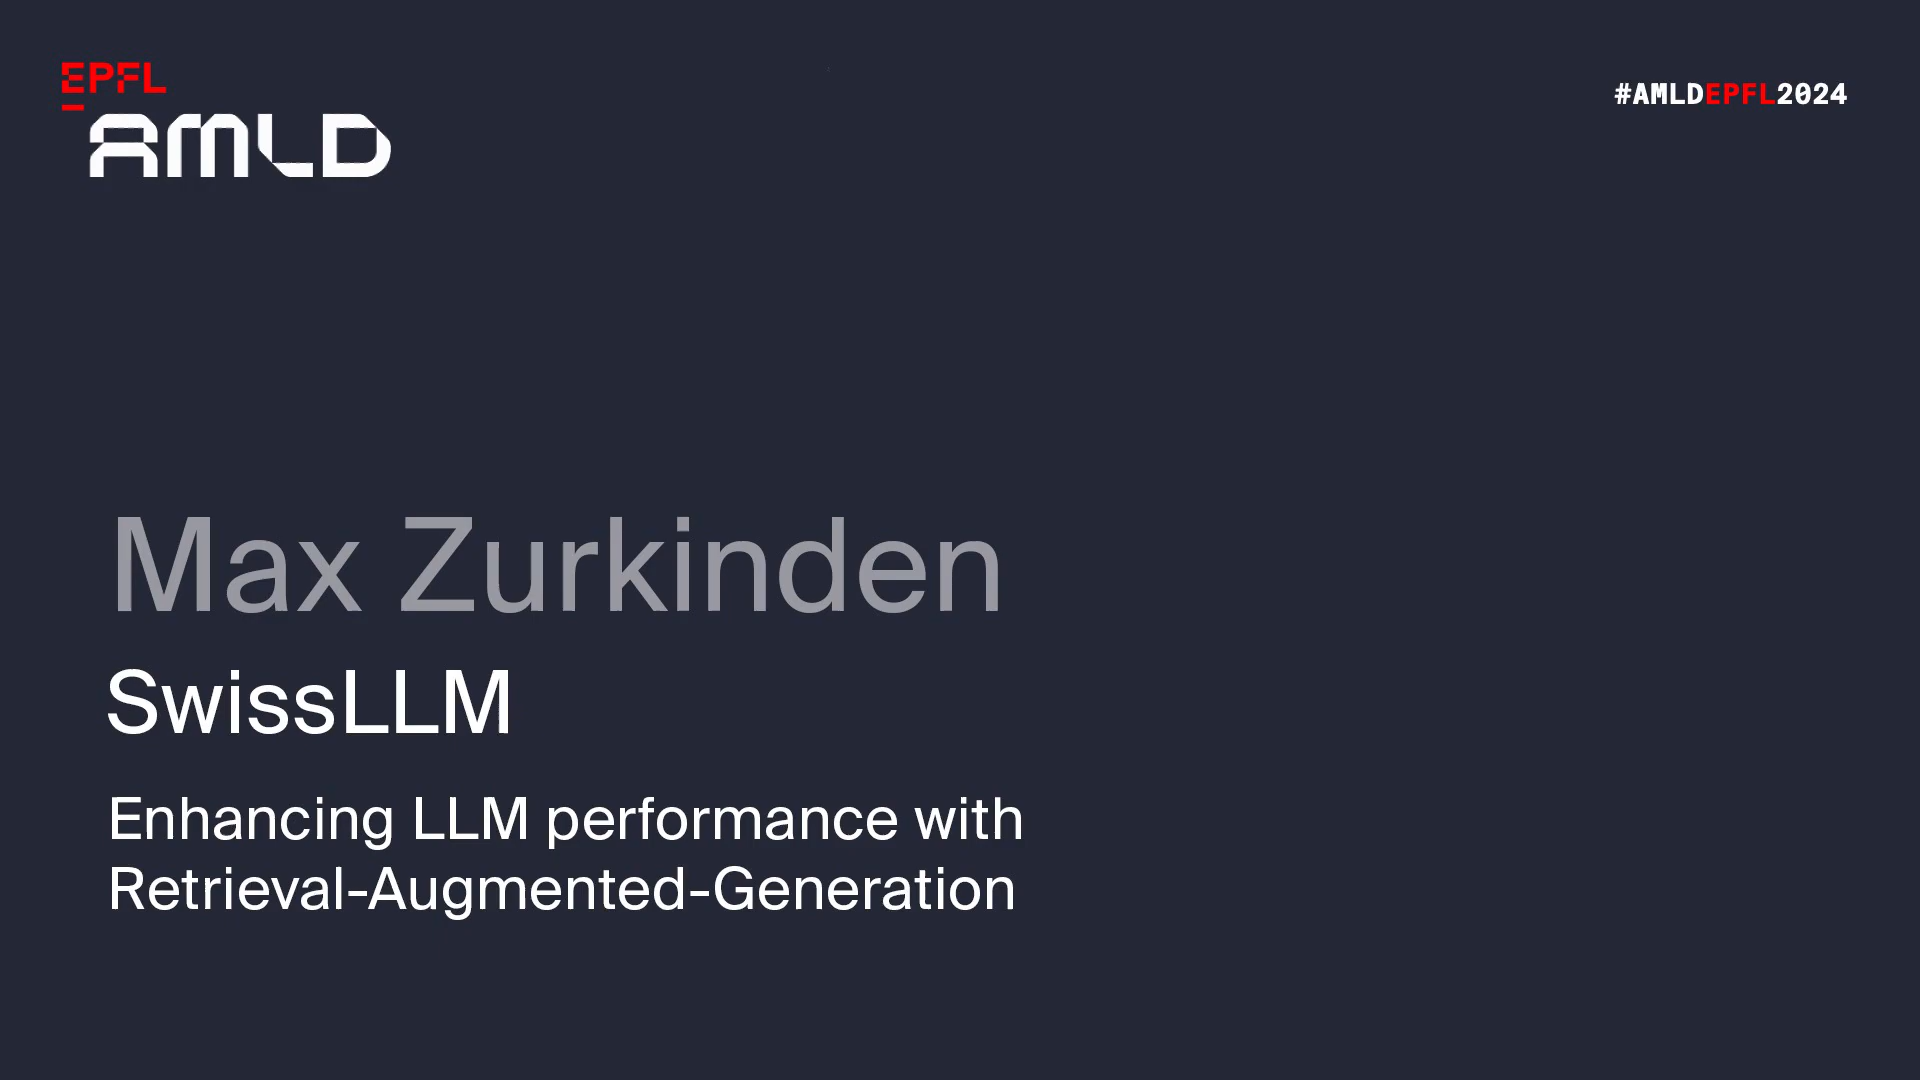 EPFL
AMLD
#AMLDEPFL2024
Max Zurkinden
SwissLLM
Enhancing LLM performance with
Retrieval-Augmented-Generation